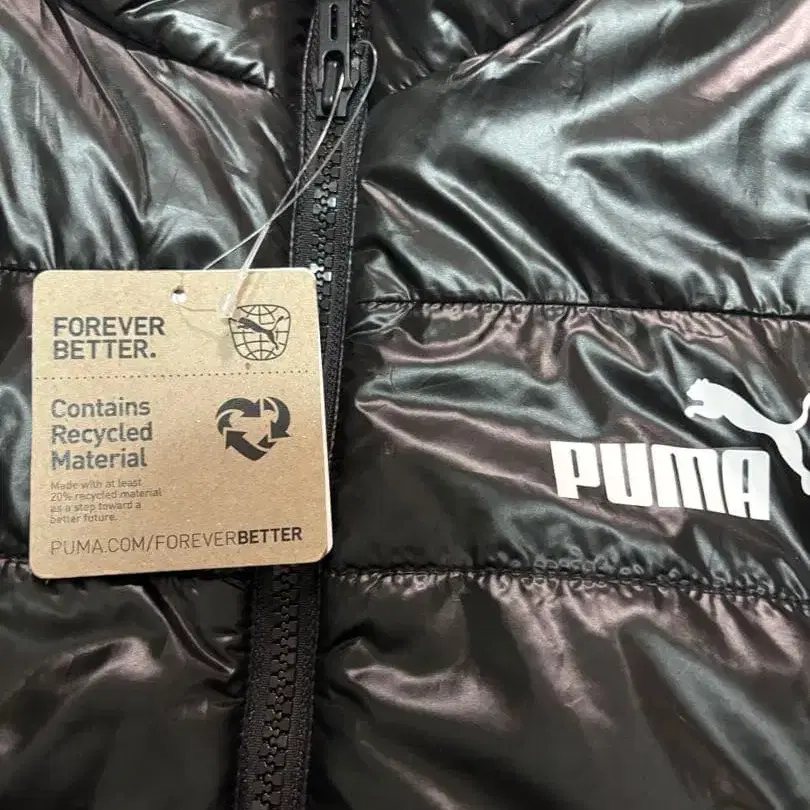 FOREVER
BETTER.
Contains
Recycled
Material
Made with at least
20% recycled material
as a step toward a
better future.
PUMA.COM/FOREVERBETTER
PUMA